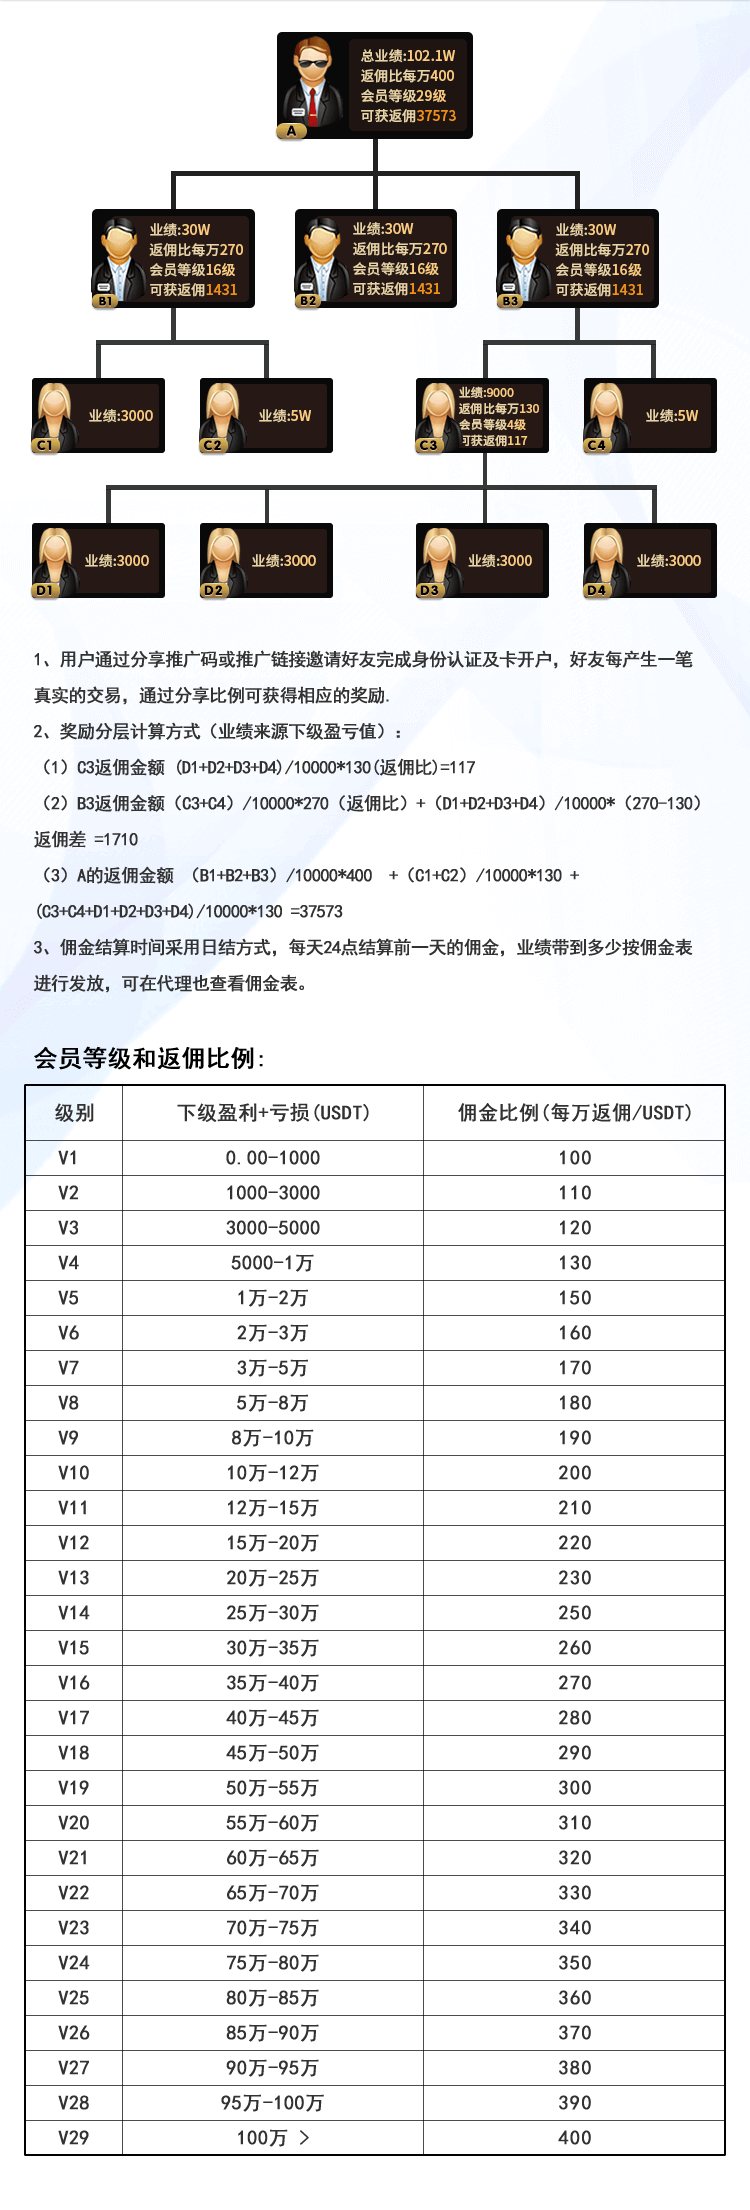 总业绩:102.1W
返佣比每万400
会员等级29级
可获返佣37573
A
业绩:30W
返佣比每万270
会员等级16级
可获返佣1431
B1
业绩:30W
返佣比每万270
会员等级16级
可获返佣1431
B2
业绩:30W
返佣比每万270
会员等级16级
可获返佣1431
B3
业绩:3000
C1
业绩:5W
C2
业绩:9000
返佣比每万130
会员等级4级
可获返佣117
C3
业绩:5W
C4
业绩:3000
D1
业绩:3000
D2
业绩:3000
D3
业绩:3000
D4
1、用户通过分享推广码或推广链接邀请好友完成身份认证及卡开户，好友每产生一笔
真实的交易，通过分享比例可获得相应的奖励.
2、奖励分层计算方式（业绩来源下级盈亏值）：
（1）C3返佣金额 (D1+D2+D3+D4)/10000*130(返佣比)=117
（2）B3返佣金额（C3+C4）/10000*270（返佣比）+（D1+D2+D3+D4）/10000*（270-130）
返佣差 =1710
（3）A的返佣金额 （B1+B2+B3）/10000*400 +（C1+C2）/10000*130 +
(C3+C4+D1+D2+D3+D4)/10000*130 =37573
3、佣金结算时间采用日结方式，每天24点结算前一天的佣金，业绩带到多少按佣金表
进行发放，可在代理也查看佣金表。
会员等级和返佣比例:
级别 下级盈利+亏损(USDT) 佣金比例(每万返佣/USDT)
V1 0.00-1000 100
V2 1000-3000 110
V3 3000-5000 120
V4 5000-1万 130
V5 1万-2万 150
V6 2万-3万 160
V7 3万-5万 170
V8 5万-8万 180
V9 8万-10万 190
V10 10万-12万 200
V11 12万-15万 210
V12 15万-20万 220
V13 20万-25万 230
V14 25万-30万 250
V15 30万-35万 260
V16 35万-40万 270
V17 40万-45万 280
V18 45万-50万 290
V19 50万-55万 300
V20 55万-60万 310
V21 60万-65万 320
V22 65万-70万 330
V23 70万-75万 340
V24 75万-80万 350
V25 80万-85万 360
V26 85万-90万 370
V27 90万-95万 380
V28 95万-100万 390
V29 100万 > 400